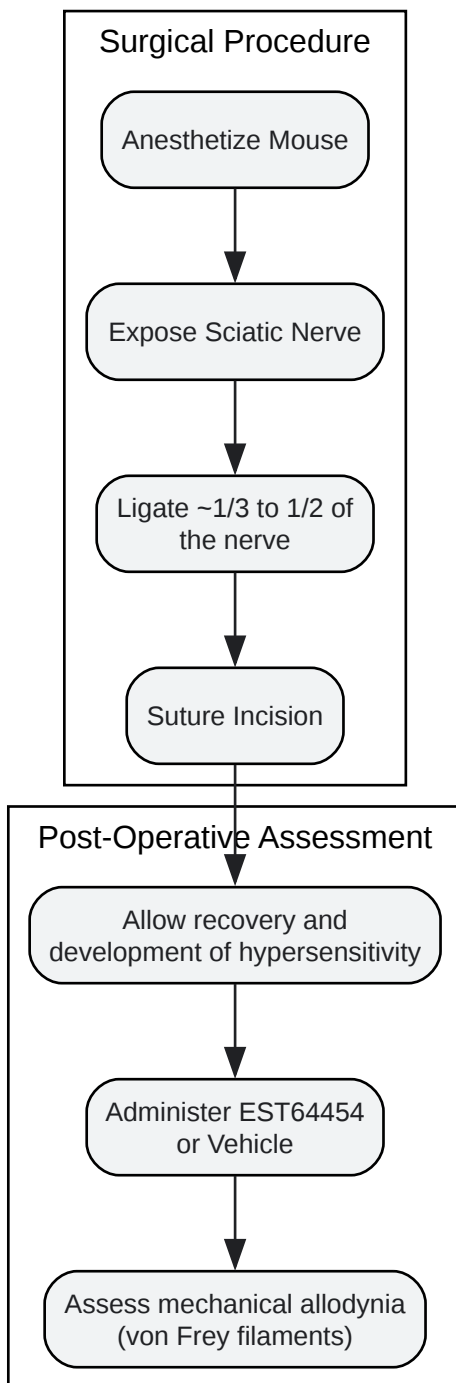 Surgical Procedure
Anesthetize Mouse
Expose Sciatic Nerve
Ligate ~1/3 to 1/2 of
the nerve
Suture Incision
Post-Operative Assessment
Allow recovery and
development of hypersensitivity
Administer EST64454
or Vehicle
Assess mechanical allodynia
(von Frey filaments)